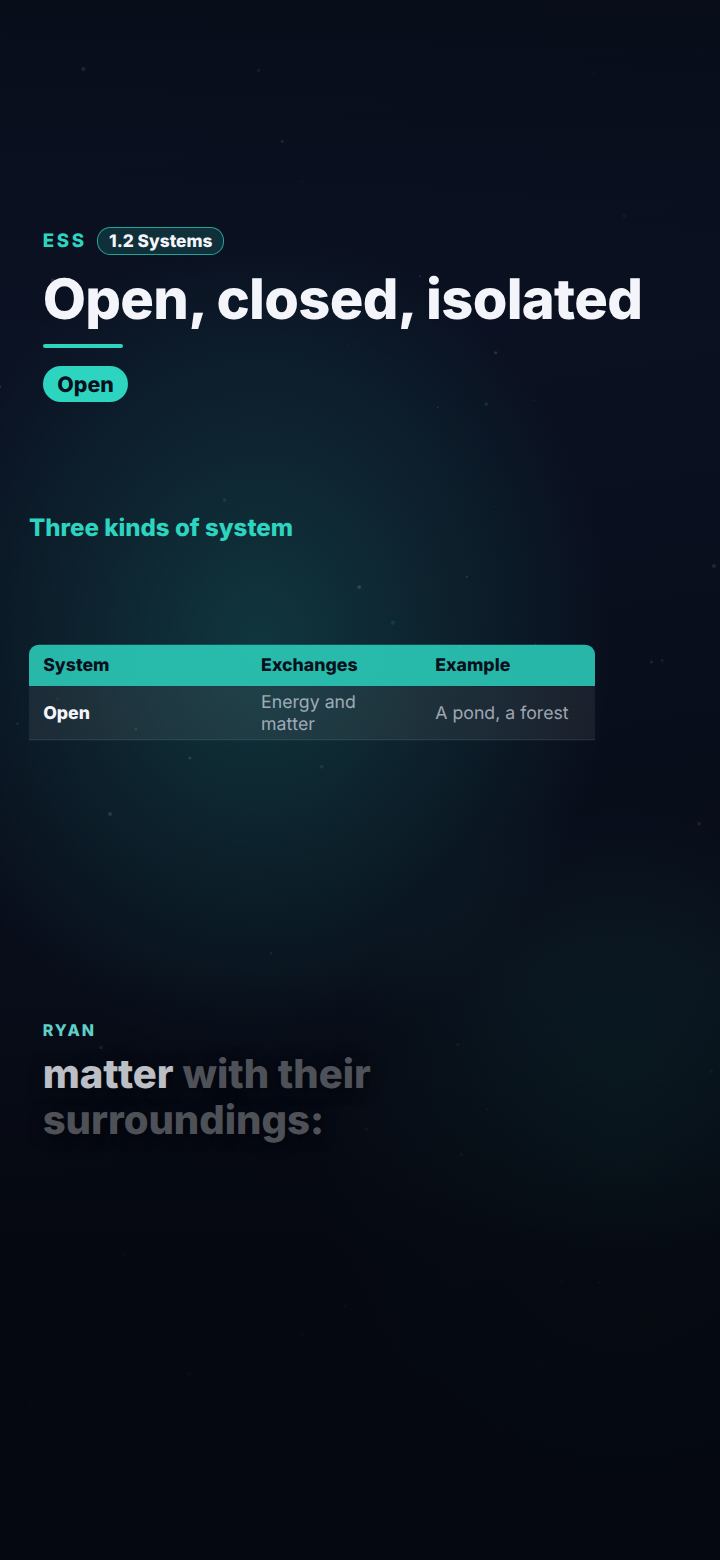 ESS 1.2 Systems
Open, closed, isolated
Open
Three kinds of system
System Exchanges Example
Open Energy and matter A pond, a forest
RYAN
matter with their
surroundings: